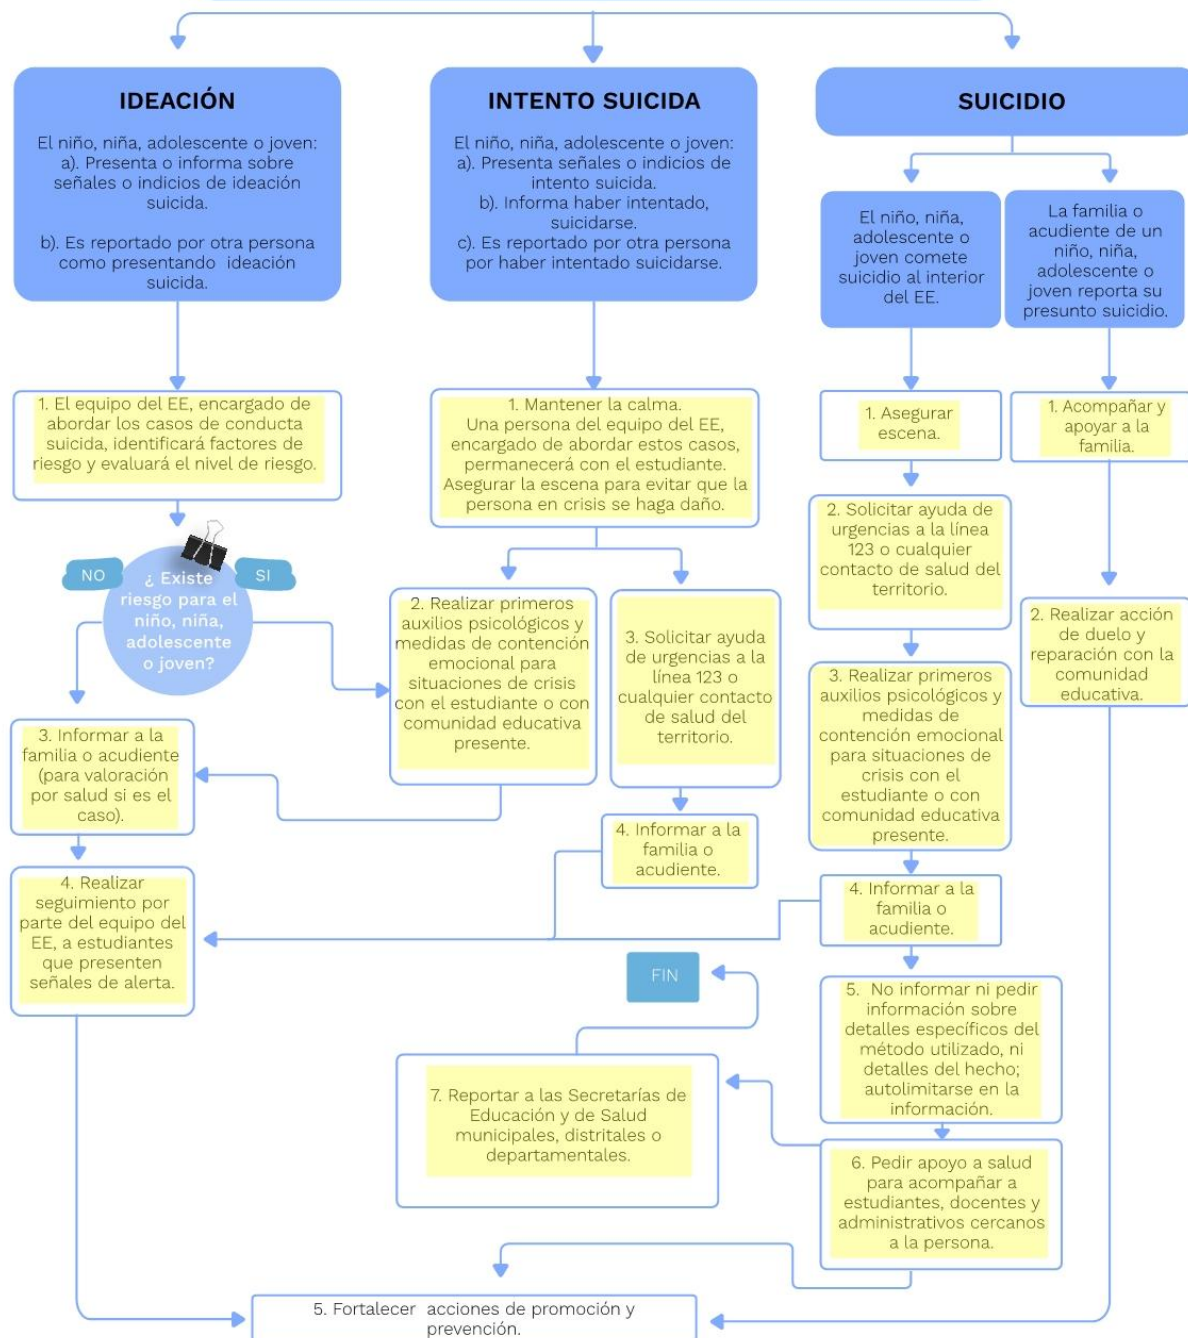 IDEACIÓN
El niño, niña, adolescente o joven:
a). Presenta o informa sobre
señales o indicios de ideación
suicida.
b). Es reportado por otra persona
como presentando ideación
suicida.
INTENTO SUICIDA
El niño, niña, adolescente o joven:
a). Presenta señales o indicios de
intento suicida.
b). Informa haber intentado,
suicidarse.
c). Es reportado por otra persona
por haber intentado suicidarse.
SUICIDIO
El niño, niña,
adolescente o
joven comete
suicidio al interior
del EE.
La familia o
acudiente de un
niño, niña,
adolescente o
joven reporta su
presunto suicidio.
1. El equipo del EE, encargado de
abordar los casos de conducta
suicida, identificará factores de
riesgo y evaluará el nivel de riesgo.
1. Mantener la calma.
Una persona del equipo del EE,
encargado de abordar estos casos,
permanecerá con el estudiante.
Asegurar la escena para evitar que la
persona en crisis se haga daño.
1. Asegurar
escena.
1. Acompañar y
apoyar a la
familia.
NO
SI
¿ Existe
riesgo para el
niño, niña,
adolescente
o joven?
2. Realizar primeros
auxilios psicológicos y
medidas de contención
emocional para
situaciones de crisis
con el estudiante o con
comunidad educativa
presente.
3. Solicitar ayuda
de urgencias a la
línea 123 o
cualquier contacto
de salud del
territorio.
2. Solicitar ayuda de
urgencias a la línea
123 o cualquier
contacto de salud del
territorio.
2. Realizar acción
de duelo y
reparación con la
comunidad
educativa.
3. Informar a la
familia o acudiente
(para valoración
por salud si es el
caso).
3. Realizar primeros
auxilios psicológicos y
medidas de
contención emocional
para situaciones de
crisis con el
estudiante o con
comunidad educativa
presente.
4. Informar a la
familia o
acudiente.
4. Realizar
seguimiento por
parte del equipo del
EE, a estudiantes
que presenten
señales de alerta.
4. Informar a la
familia o
acudiente.
FIN
5. No informar ni pedir
información sobre
detalles específicos del
método utilizado, ni
detalles del hecho;
autolimitarse en la
información.
7. Reportar a las Secretarías de
Educación y de Salud
municipales, distritales o
departamentales.
6. Pedir apoyo a salud
para acompañar a
estudiantes, docentes y
administrativos cercanos
a la persona.
5. Fortalecer acciones de promoción y
prevención.